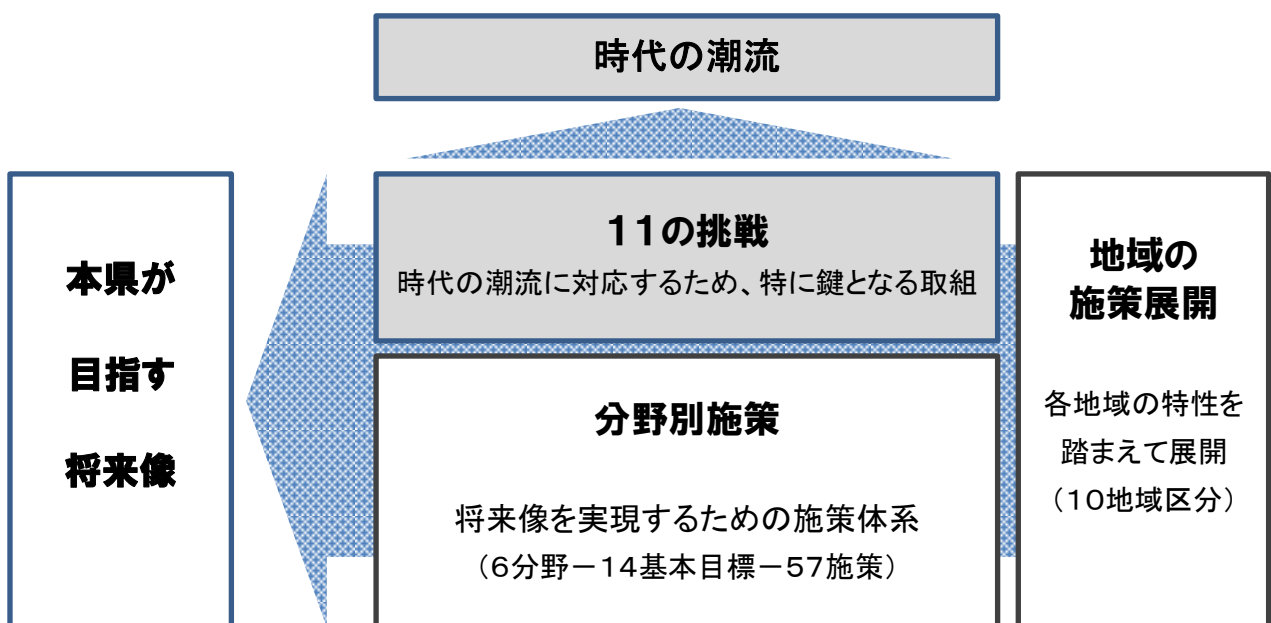 時代の潮流
本県が
目指す
将来像
11の挑戦
時代の潮流に対応するため、特に鍵となる取組
分野別施策
将来像を実現するための施策体系
（6分野－14基本目標－57施策）
地域の
施策展開
各地域の特性を
踏まえて展開
（10地域区分）